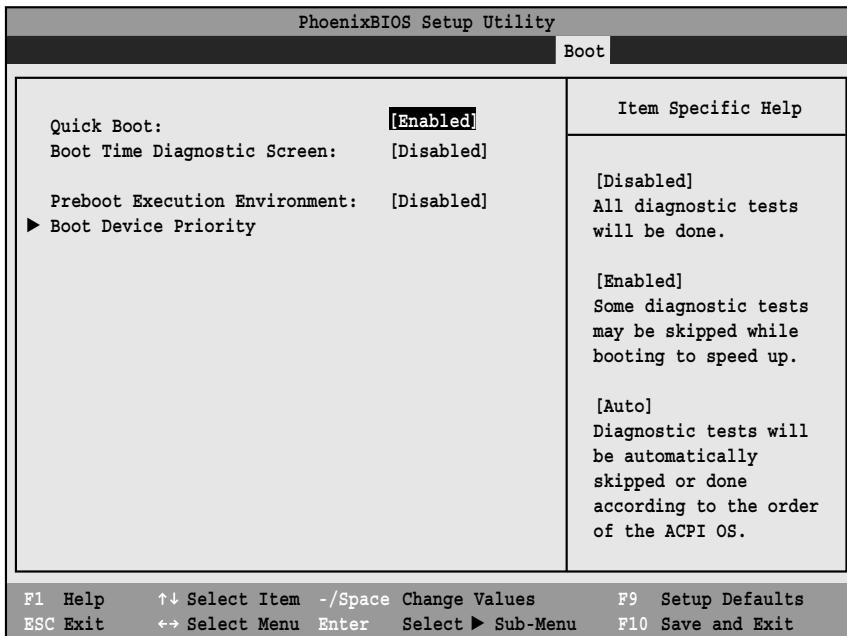 PhoenixBIOS Setup Utility
Boot
Quick Boot: [Enabled]
Boot Time Diagnostic Screen: [Disabled]
Preboot Execution Environment: [Disabled]
▶ Boot Device Priority
Item Specific Help
[Disabled]
All diagnostic tests
will be done.
[Enabled]
Some diagnostic tests
may be skipped while
booting to speed up.
[Auto]
Diagnostic tests will
be automatically
skipped or done
according to the order
of the ACPI OS.
F1 Help ↑↓ Select Item -/Space Change Values F9 Setup Defaults
ESC Exit ←→ Select Menu Enter Select ▶ Sub-Menu F10 Save and Exit